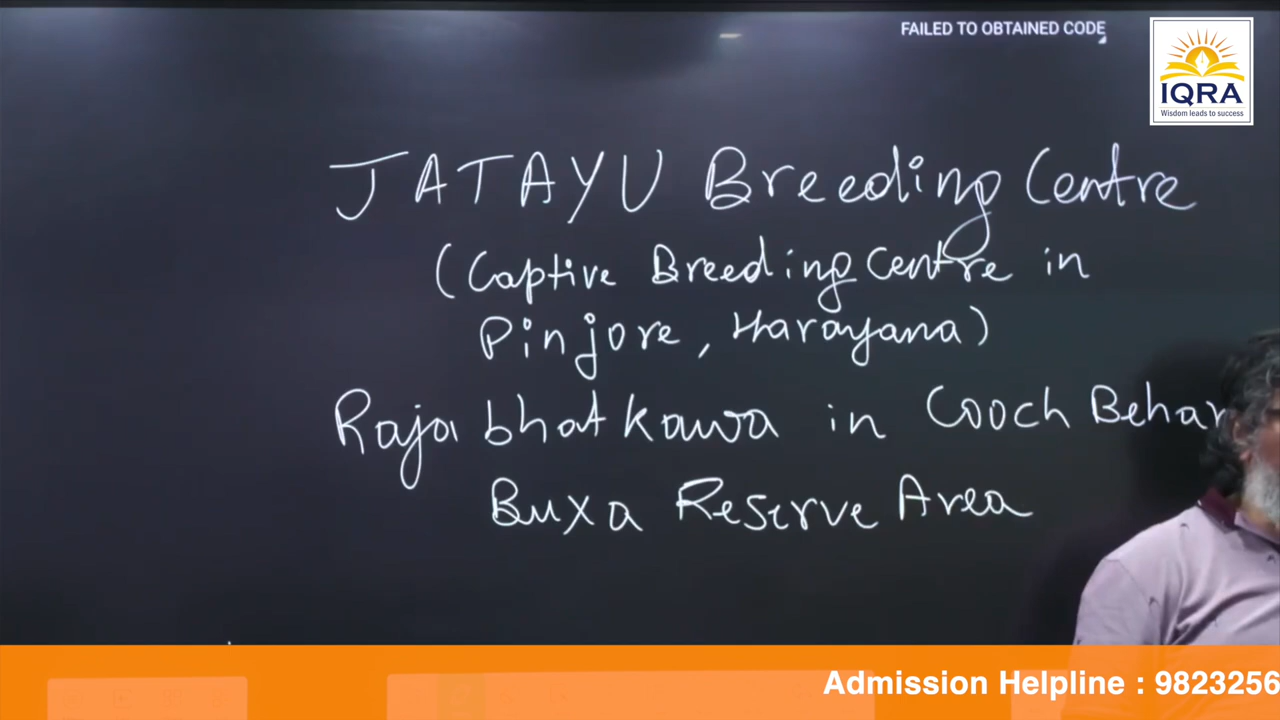 FAILED TO OBTAINED CODE
IQRA
Wisdom leads to success
JATAYU Breeding Centre
(Captive Breeding Centre in
Pinjore, Harayana)
Rajabhatkawa in Cooch Behar
Buxa Reserve Area
Admission Helpline : 9823256